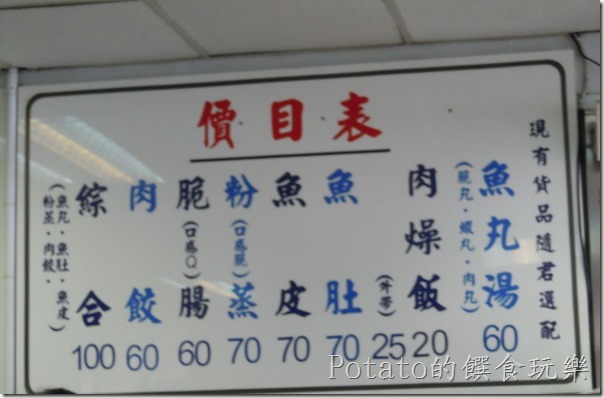 價目表
現有貨品隨君選配
魚丸湯(脆丸·蝦丸·肉丸) 60
肉燥飯 20
(外帶) 25
魚肚 70
魚皮 70
粉蒸(口感脆) 70
脆腸(口感Q) 60
肉餃 60
綜合 100
(魚丸·魚肚·魚皮
粉蒸·肉餃·)
Potato的饌食玩樂